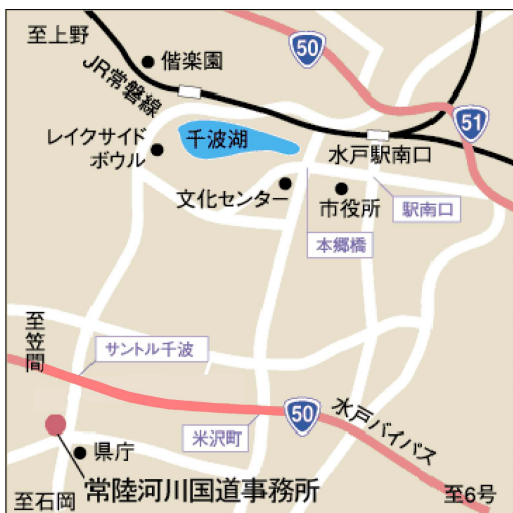 至上野
偕楽園
50
JR常磐線
51
レイクサイド
ボウル
千波湖
水戸駅南口
文化センター
市役所
駅南口
本郷橋
至笠間
サントル千波
米沢町
50
水戸バイパス
県庁
常陸河川国道事務所
至石岡
至6号